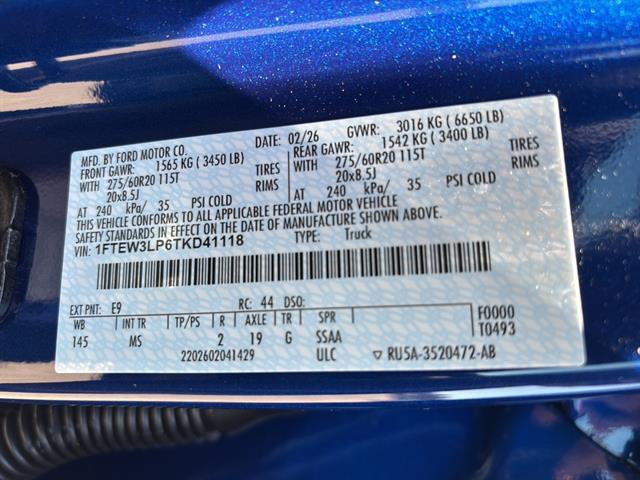 MFD. BY FORD MOTOR CO. DATE: 02/26 GVWR: 3016 KG ( 6650 LB)
FRONT GAWR: 1565 KG ( 3450 LB) REAR GAWR: 1542 KG ( 3400 LB)
WITH 275/60R20 115T TIRES WITH 275/60R20 115T TIRES
20x8.5J RIMS 20x8.5J RIMS
AT 240 kPa/ 35 PSI COLD AT 240 kPa/ 35 PSI COLD
THIS VEHICLE CONFORMS TO ALL APPLICABLE FEDERAL MOTOR VEHICLE
SAFETY STANDARDS IN EFFECT ON THE DATE OF MANUFACTURE SHOWN ABOVE.
VIN: 1FTEW3LP6TKD41118 TYPE: Truck
EXT PNT: E9 RC: 44 DSO:
WB INT TR TP/PS R AXLE TR SPR F0000
145 MS 2 19 G SSAA T0493
2202602041429 ULC RU5A-3520472-AB